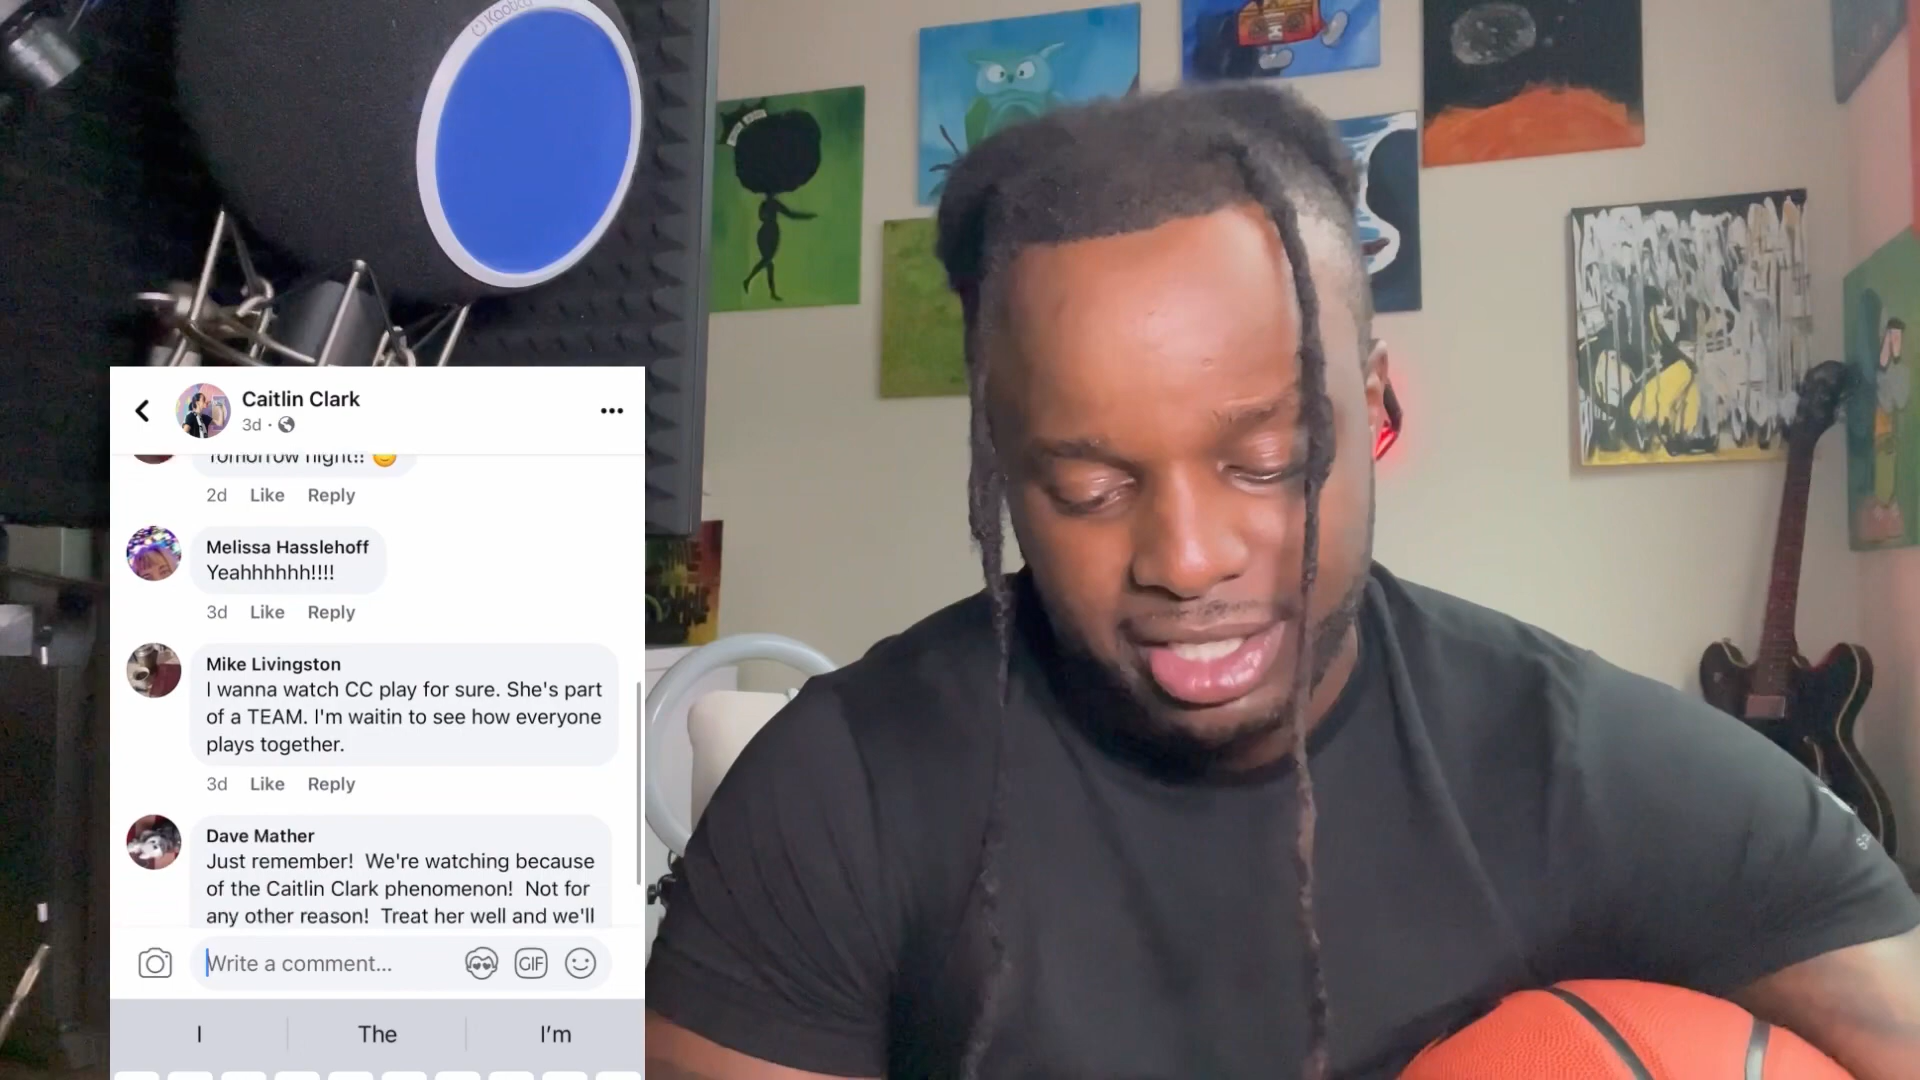 Kaotica
Caitlin Clark
3d ·
Tomorrow night!! 😊
2d Like Reply
Melissa Hasslehoff
Yeahhhhhh!!!!
3d Like Reply
Mike Livingston
I wanna watch CC play for sure. She's part
of a TEAM. I'm waitin to see how everyone
plays together.
3d Like Reply
Dave Mather
Just remember! We're watching because
of the Caitlin Clark phenomenon! Not for
any other reason! Treat her well and we'll
Write a comment...
GIF
I The I'm